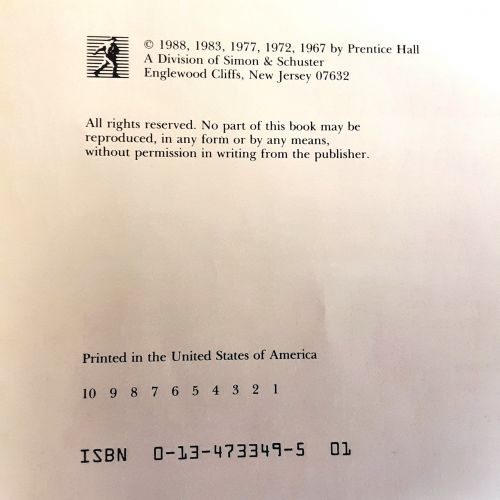 © 1988, 1983, 1977, 1972, 1967 by Prentice Hall
A Division of Simon & Schuster
Englewood Cliffs, New Jersey 07632
All rights reserved. No part of this book may be
reproduced, in any form or by any means,
without permission in writing from the publisher.
Printed in the United States of America
10 9 8 7 6 5 4 3 2 1
ISBN 0-13-473349-5 01